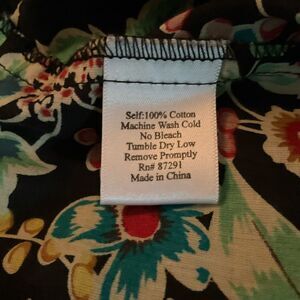 Self:100% Cotton
Machine Wash Cold
No Bleach
Tumble Dry Low
Remove Promptly
Rn# 87291
Made in China